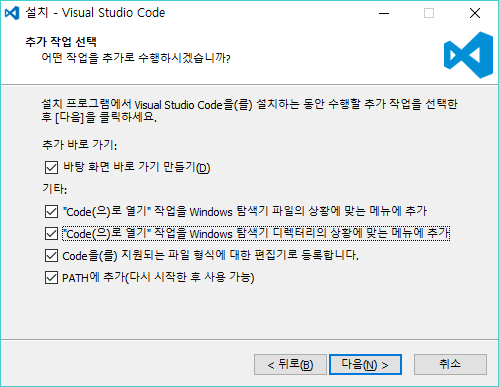 설치 - Visual Studio Code
추가 작업 선택
어떤 작업을 추가로 수행하시겠습니까?
설치 프로그램에서 Visual Studio Code을(를) 설치하는 동안 수행할 추가 작업을 선택한
후 [다음]을 클릭하세요.
추가 바로 가기:
바탕 화면 바로 가기 만들기(D)
기타:
"Code(으)로 열기" 작업을 Windows 탐색기 파일의 상황에 맞는 메뉴에 추가
"Code(으)로 열기" 작업을 Windows 탐색기 디렉터리의 상황에 맞는 메뉴에 추가
Code을(를) 지원되는 파일 형식에 대한 편집기로 등록합니다.
PATH에 추가(다시 시작한 후 사용 가능)
< 뒤로(B) 다음(N) > 취소